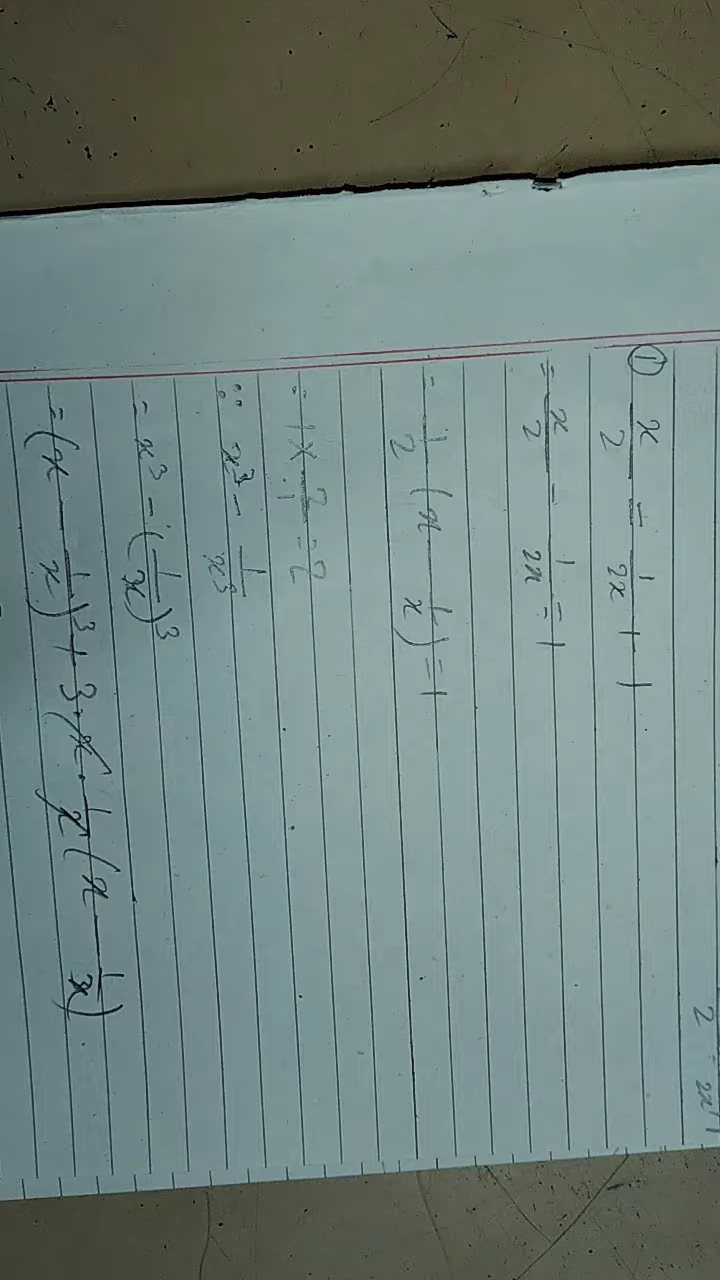 ① x/2 = 1/2x + 1
= x/2 - 1/2x = 1
= 1/2 (x - 1/x) = 1
= 1 × 2/1 = 2
∵ x³ - 1/x³
= x³ - (1/x)³
= (x - 1/x)³ + 3·x·1/x (x - 1/x)